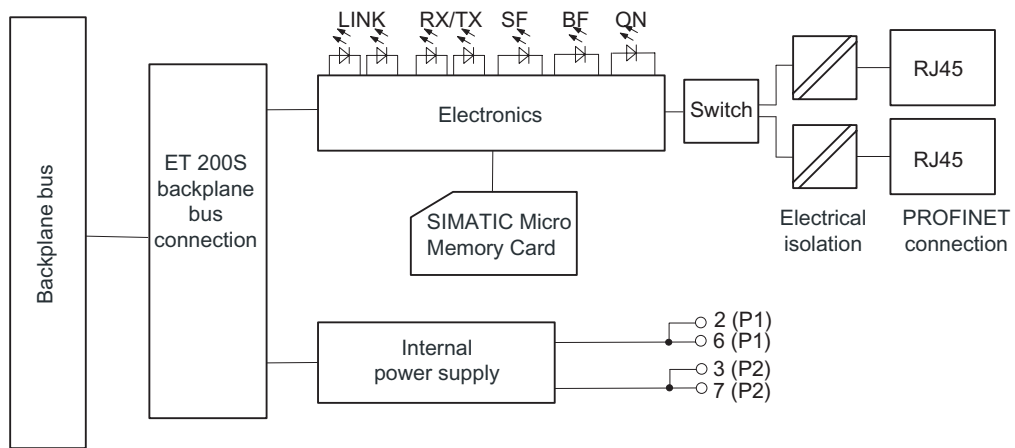 LINK RX/TX SF BF ON
Backplane bus
ET 200S
backplane
bus
connection
Electronics
Switch
RJ45
RJ45
SIMATIC Micro
Memory Card
Electrical
isolation
PROFINET
connection
Internal
power supply
2 (P1)
6 (P1)
3 (P2)
7 (P2)